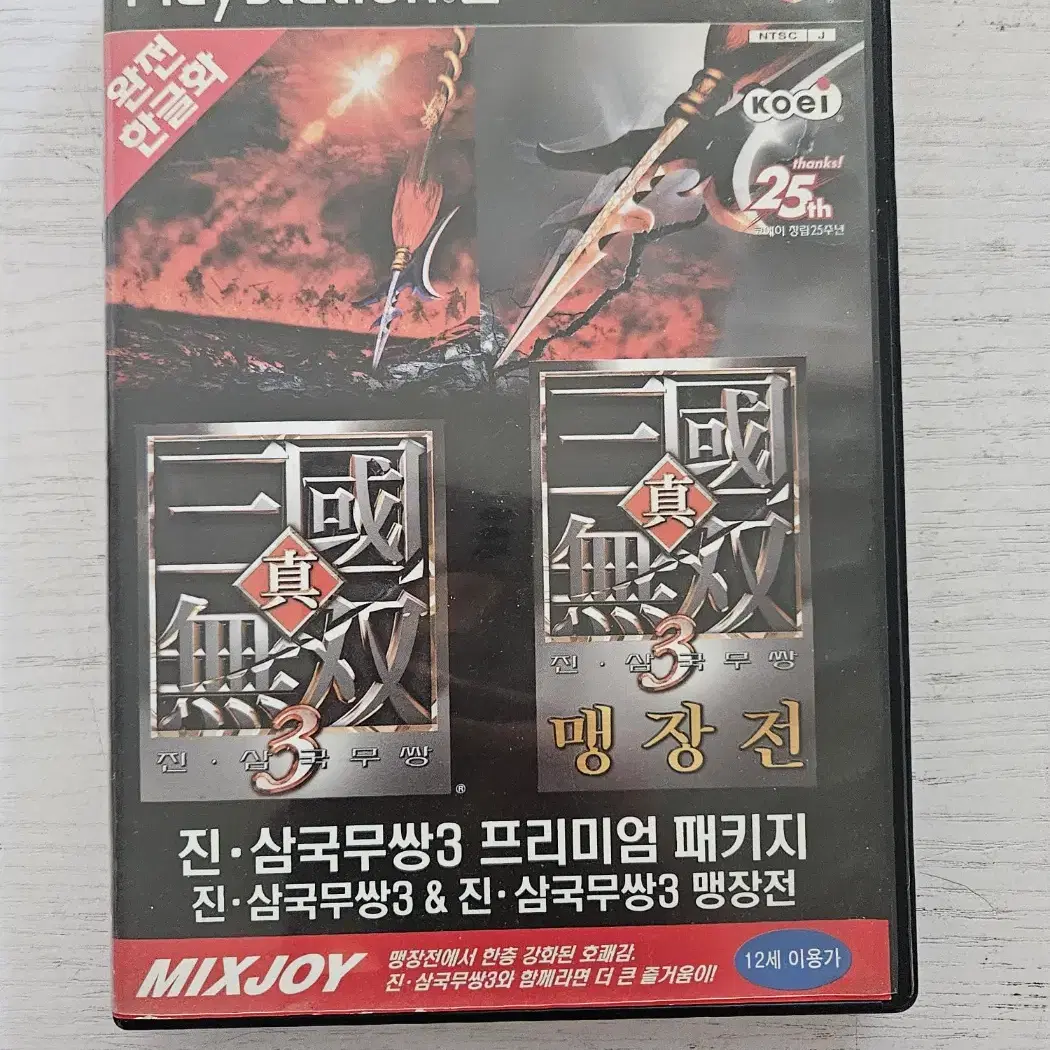 PlayStation 2
완전
한글화
NTSC J
KOEI
thanks!
25th
코에이 창립25주년
三國
真
無双
3
진·삼국무쌍
®
三國
真
無双
3
진·삼국무쌍
맹장전
진·삼국무쌍3 프리미엄 패키지
진·삼국무쌍3 & 진·삼국무쌍3 맹장전
MIXJOY
맹장전에서 한층 강화된 호쾌감.
진·삼국무쌍3와 함께라면 더 큰 즐거움이!
12세 이용가